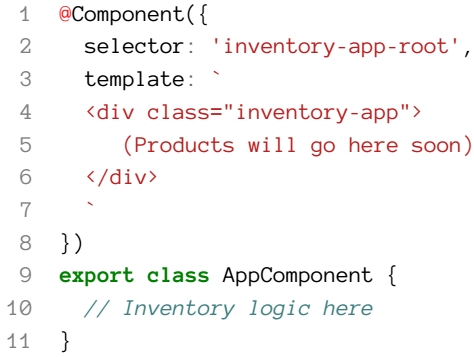 1 @Component({
2   selector: 'inventory-app-root',
3   template: `
4   <div class="inventory-app">
5      (Products will go here soon)
6   </div>
7   `
8 })
9 export class AppComponent {
10   // Inventory logic here
11 }